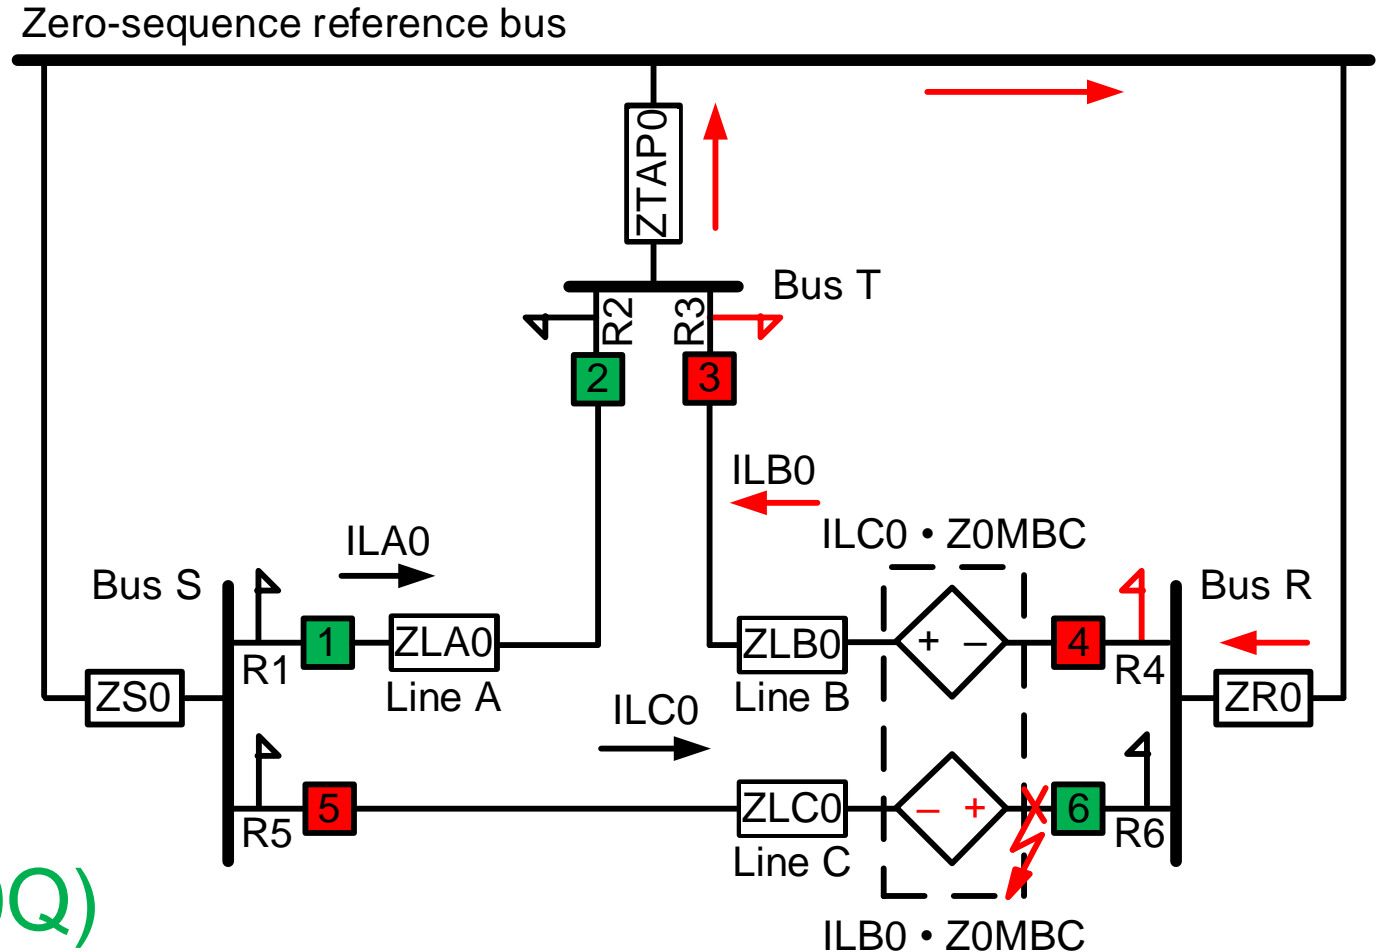 Zero-sequence reference bus
ZTAP0
Bus T
R2
R3
2
3
ILB0
ILC0 • Z0MBC
ILA0
Bus S
Bus R
1
ZLA0
ZLB0
+ –
4
R1
R4
Line A
Line B
ZS0
ZR0
ILC0
5
ZLC0
– +
6
R5
R6
Line C
Q)
ILB0 • Z0MBC